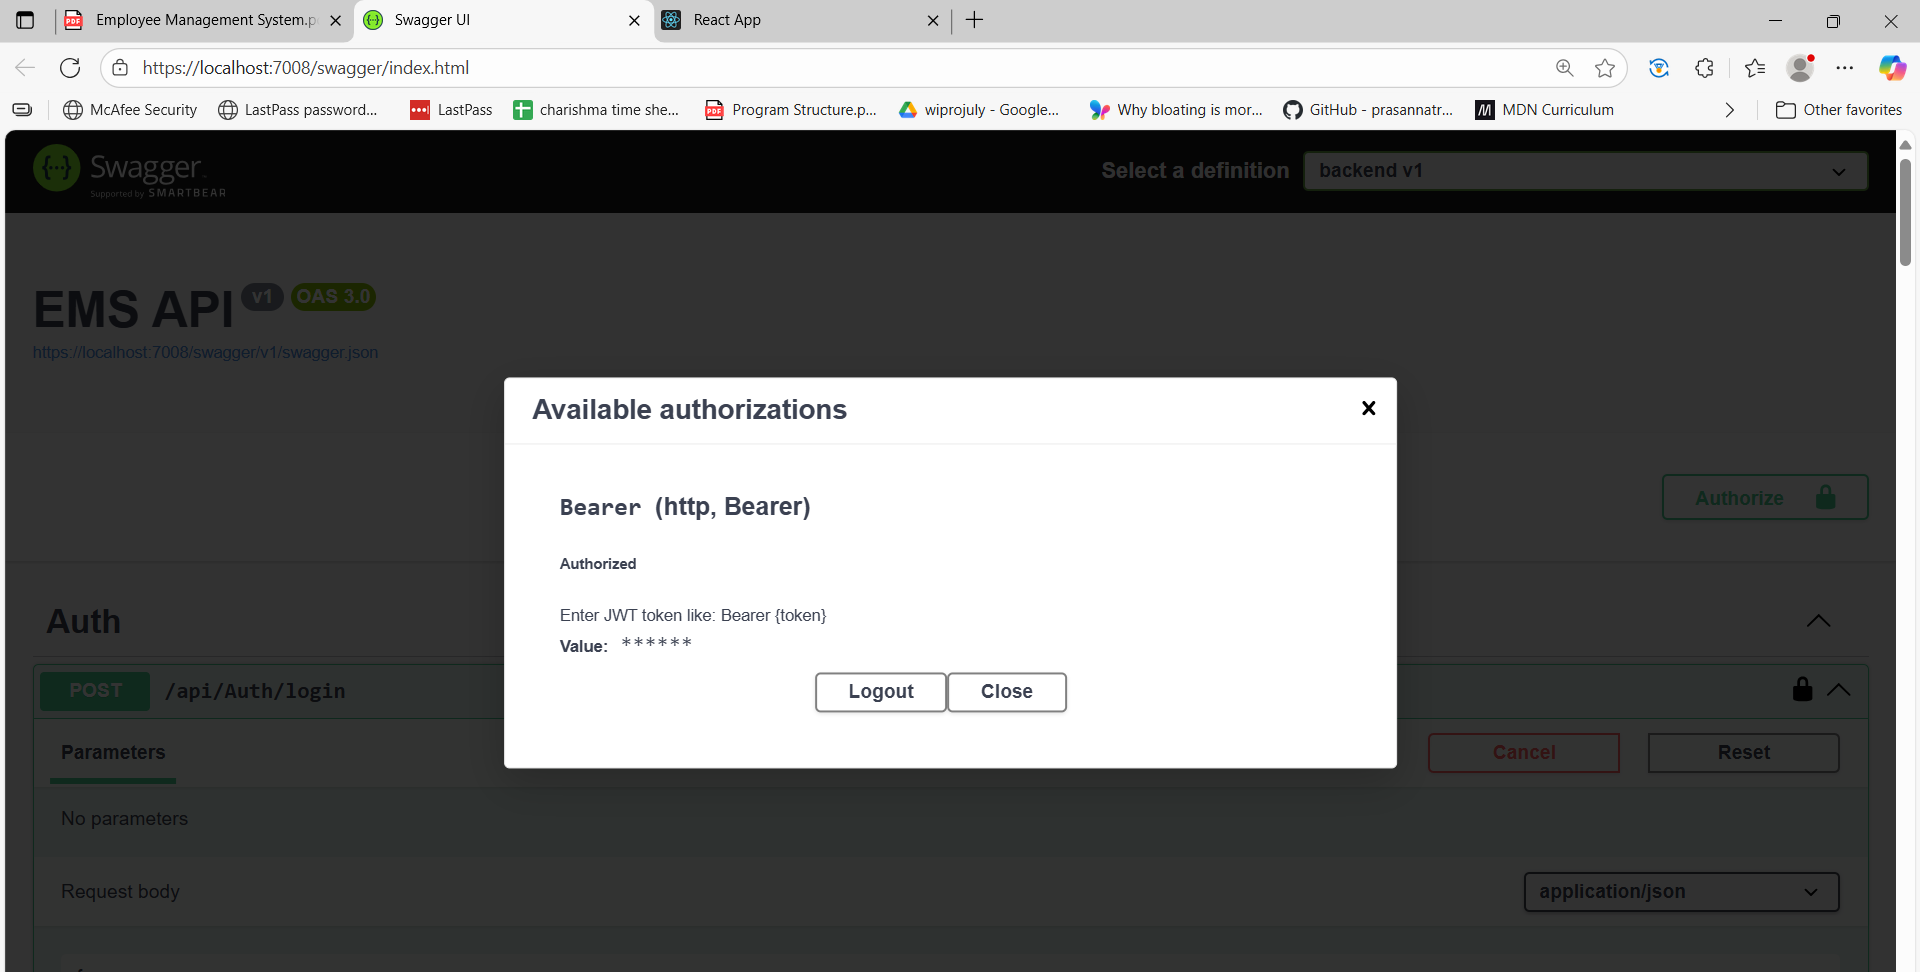 Employee Management System.p
Swagger UI
React App
https://localhost:7008/swagger/index.html
McAfee Security
LastPass password...
LastPass
charishma time she...
Program Structure.p...
wiprojuly - Google...
Why bloating is mor...
GitHub - prasannatr...
MDN Curriculum
Other favorites
Swagger.
Supported by SMARTBEAR
Select a definition
backend v1
EMS API v1 OAS 3.0
https://localhost:7008/swagger/v1/swagger.json
Available authorizations
Bearer (http, Bearer)
Authorize
Authorized
Enter JWT token like: Bearer {token}
Value: ******
Logout
Close
Auth
POST /api/Auth/login
Parameters
Cancel
Reset
No parameters
Request body
application/json